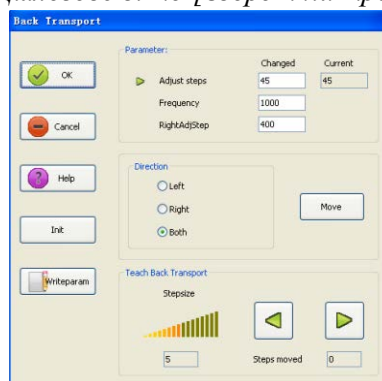 Back Transport
Parameter:
Changed Current
OK
Adjust steps 45 45
Frequency 1000
Cancel
RightAdjStep 400
Help
Direction
Left
Right
Move
Init
Both
Writeparam
Teach Back Transport
Stepsize
5
Steps moved 0